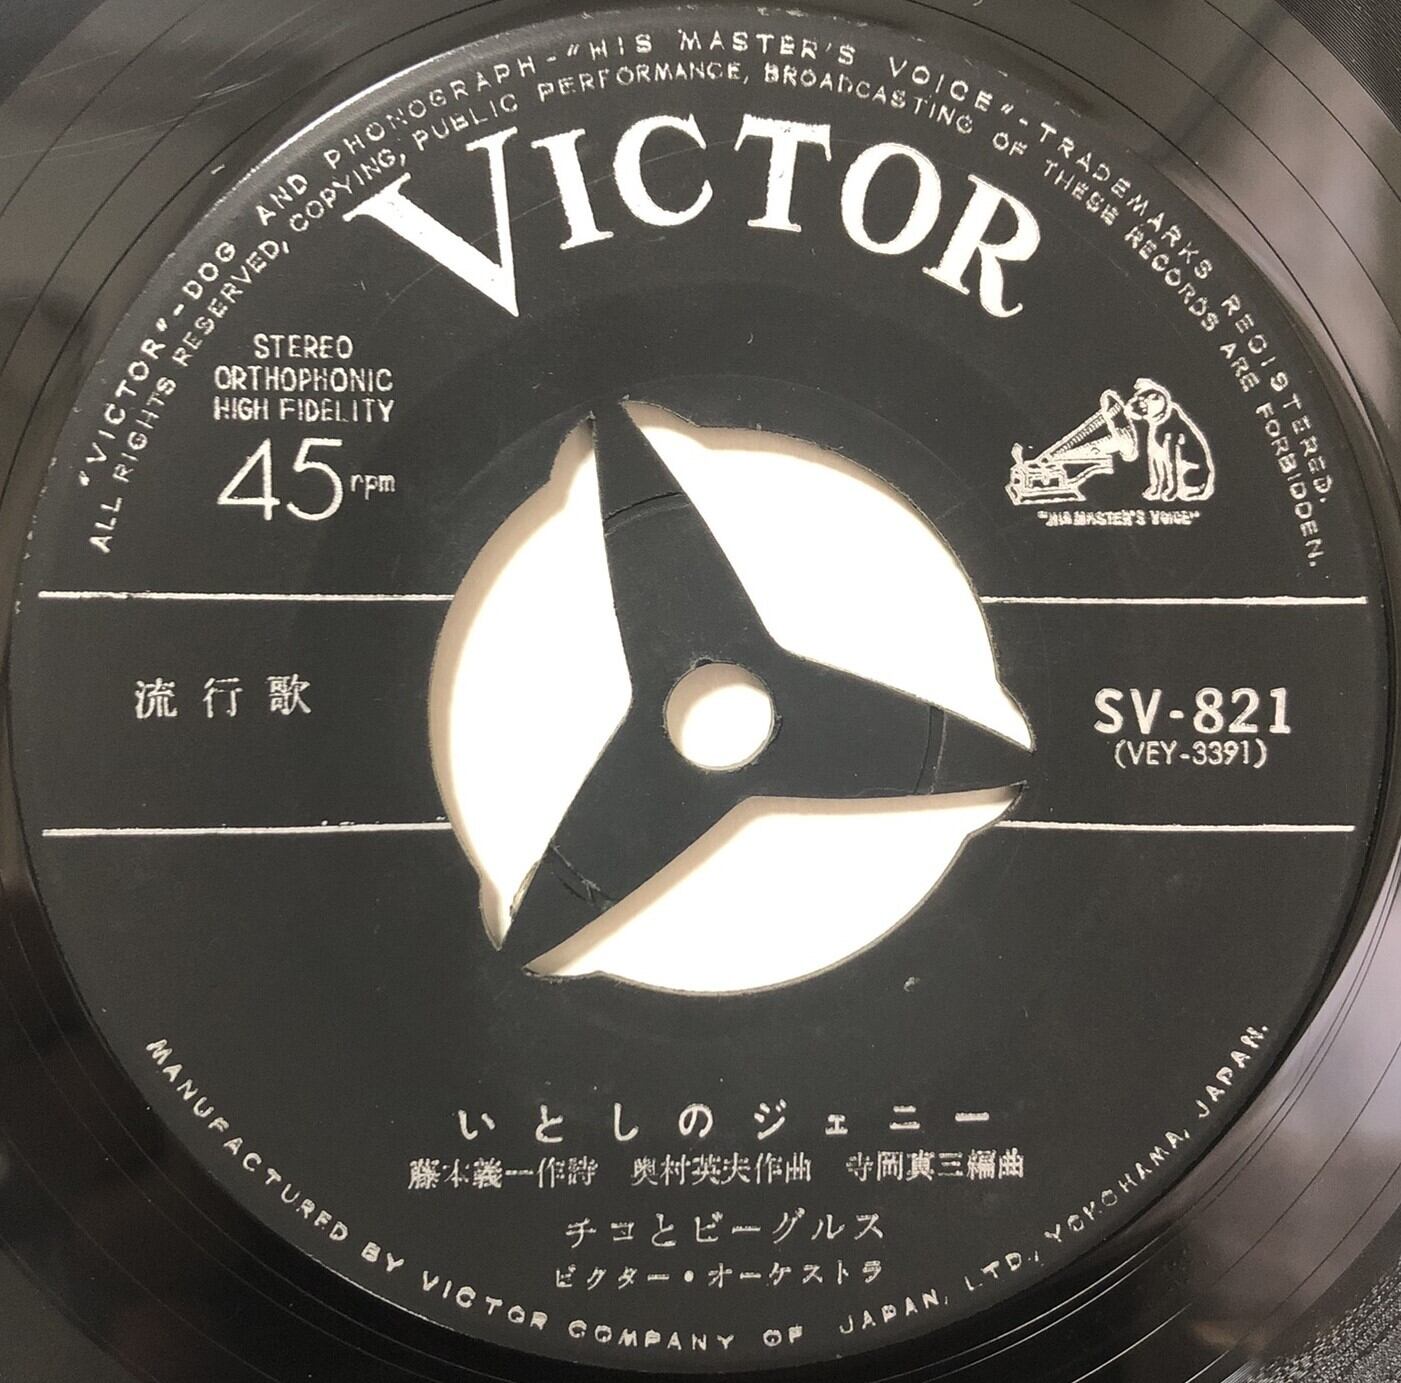 "VICTOR"-DOG AND PHONOGRAPH-"HIS MASTER'S VOICE"-TRADEMARKS REGISTERED.
ALL RIGHTS RESERVED, COPYING, PUBLIC PERFORMANCE, BROADCASTING OF THESE RECORDS ARE FORBIDDEN.
VICTOR
STEREO
ORTHOPHONIC
HIGH FIDELITY
45 rpm
"HIS MASTER'S VOICE"
流行歌
SV-821
(VEY-3391)
いとしのジェニー
藤本義一作詩 奥村英夫作曲 寺岡真三編曲
チコとビーグルス
ビクター・オーケストラ
MANUFACTURED BY VICTOR COMPANY OF JAPAN, LTD., YOKOHAMA, JAPAN.